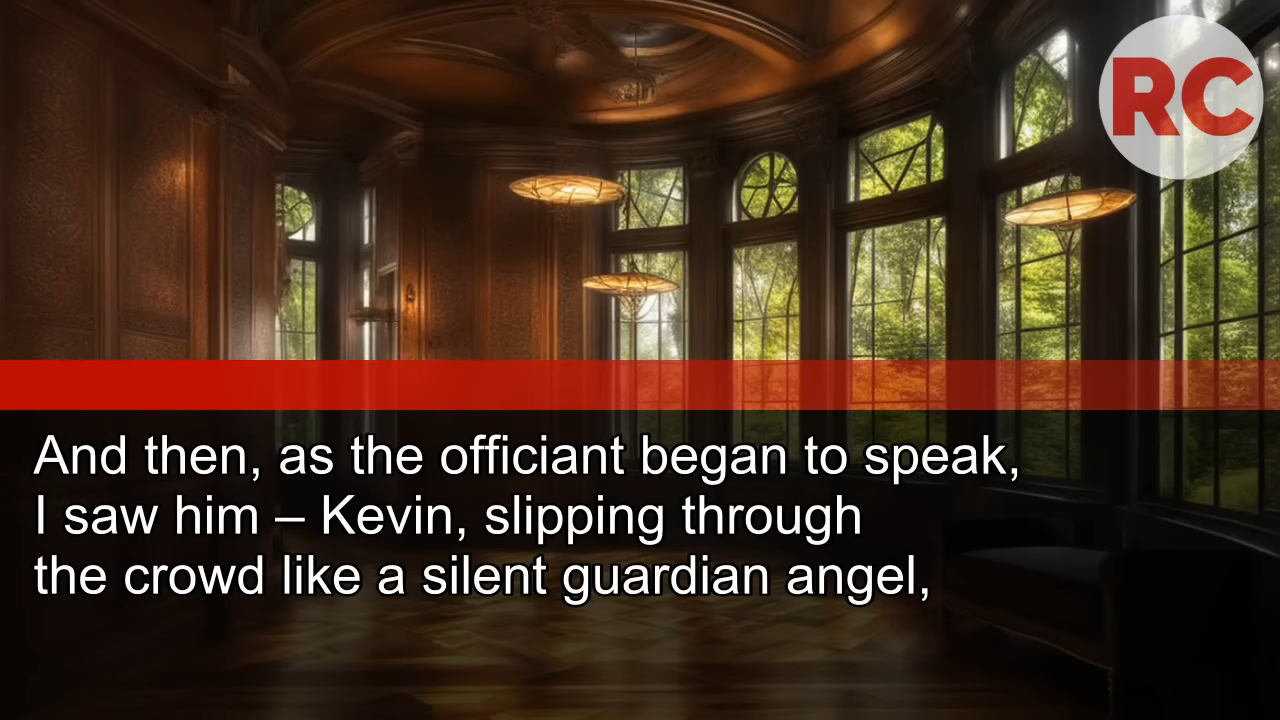 RC
And then, as the officiant began to speak,
I saw him – Kevin, slipping through
the crowd like a silent guardian angel,